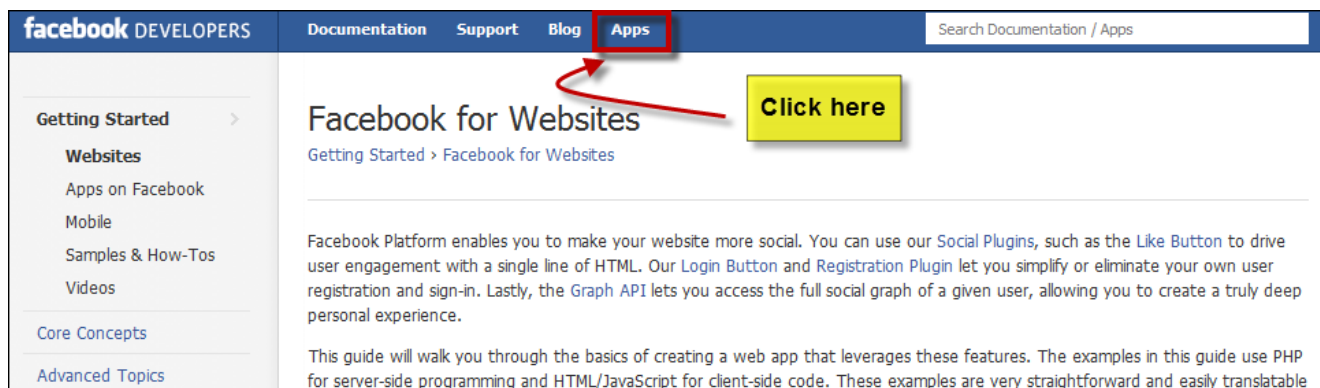 facebook DEVELOPERS Documentation Support Blog Apps Search Documentation / Apps
Getting Started
Websites
Apps on Facebook
Mobile
Samples & How-Tos
Videos
Core Concepts
Advanced Topics
Click here
Facebook for Websites
Getting Started › Facebook for Websites
Facebook Platform enables you to make your website more social. You can use our Social Plugins, such as the Like Button to drive
user engagement with a single line of HTML. Our Login Button and Registration Plugin let you simplify or eliminate your own user
registration and sign-in. Lastly, the Graph API lets you access the full social graph of a given user, allowing you to create a truly deep
personal experience.
This guide will walk you through the basics of creating a web app that leverages these features. The examples in this guide use PHP
for server-side programming and HTML/JavaScript for client-side code. These examples are very straightforward and easily translatable